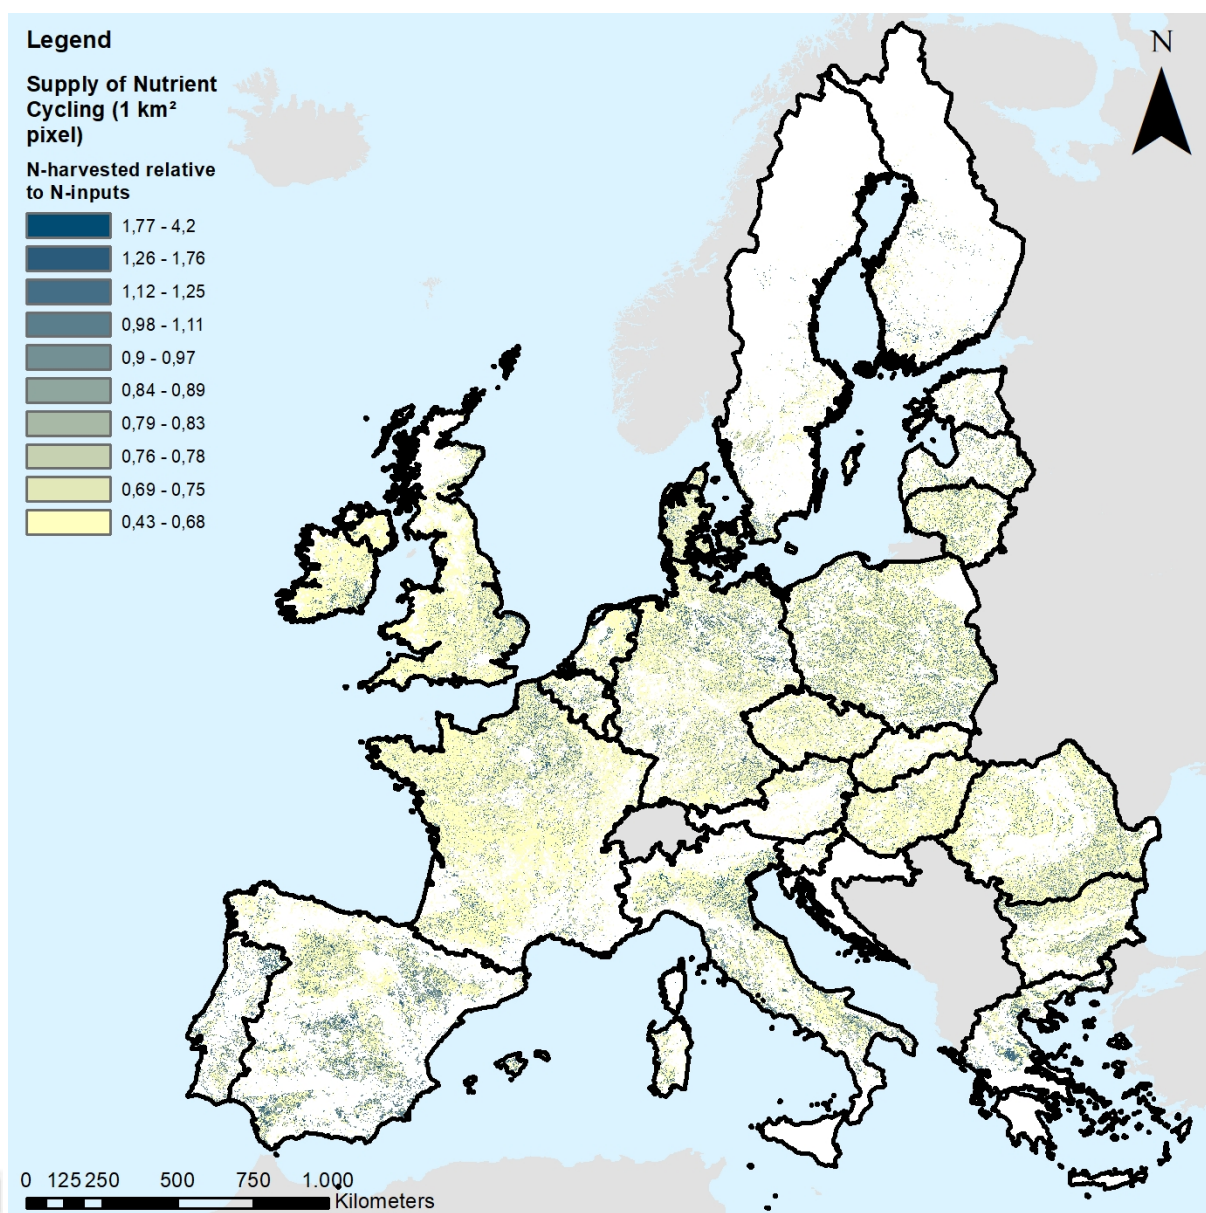 Legend
N
Supply of Nutrient
Cycling (1 km²
pixel)
N-harvested relative
to N-inputs
1,77 - 4,2
1,26 - 1,76
1,12 - 1,25
0,98 - 1,11
0,9 - 0,97
0,84 - 0,89
0,79 - 0,83
0,76 - 0,78
0,69 - 0,75
0,43 - 0,68
0 125 250 500 750 1.000
Kilometers